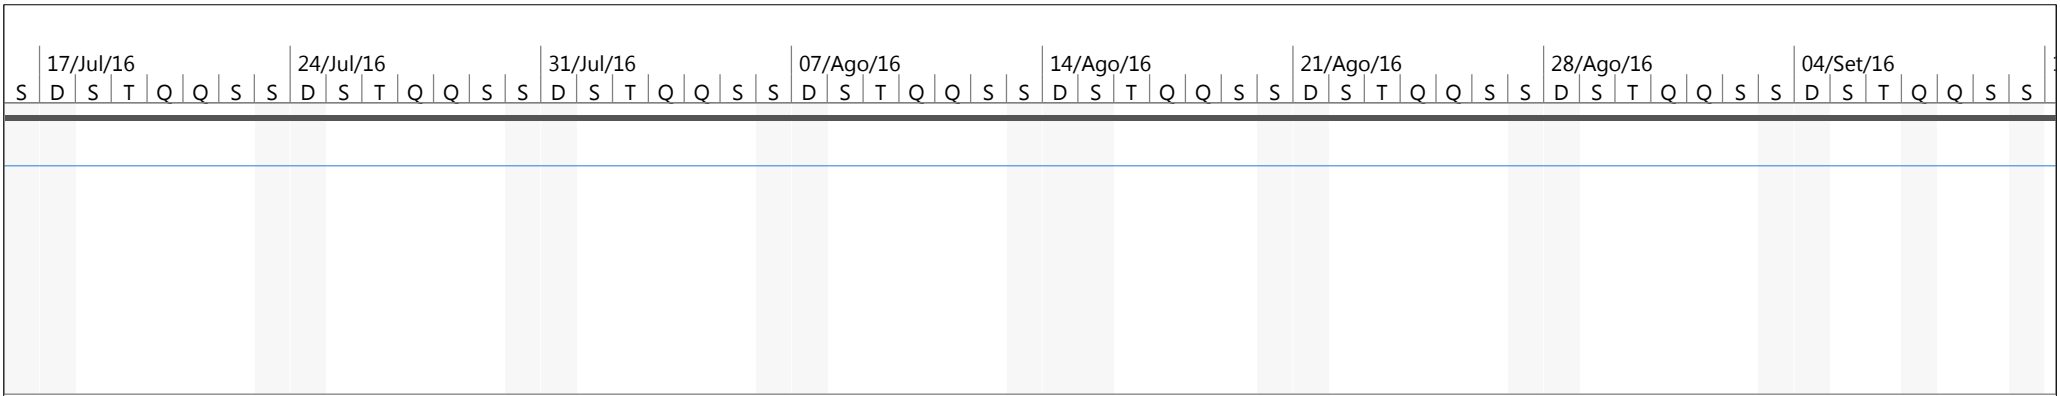 17/Jul/16 24/Jul/16 31/Jul/16 07/Ago/16 14/Ago/16 21/Ago/16 28/Ago/16 04/Set/16
S D S T Q Q S S D S T Q Q S S D S T Q Q S S D S T Q Q S S D S T Q Q S S D S T Q Q S S D S T Q Q S S D S T Q Q S S